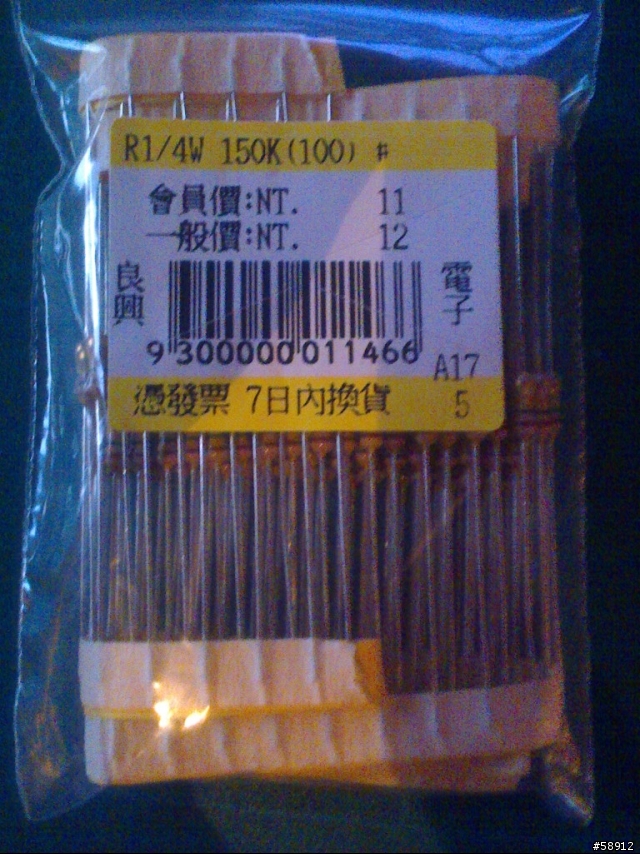 R1/4W 150K(100) #
會員價:NT. 11
一般價:NT. 12
良興
電子
9 300000 011466
A17
5
憑發票 7日內換貨
#58912